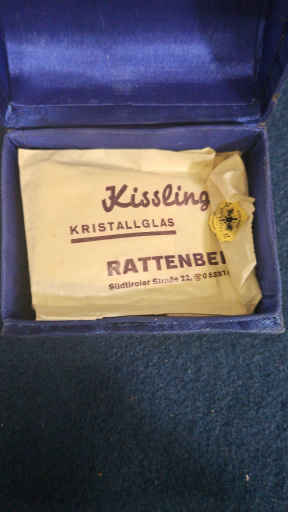 Kissling
KRISTALLGLAS
RATTENBE
Südtiroler Straße 22,